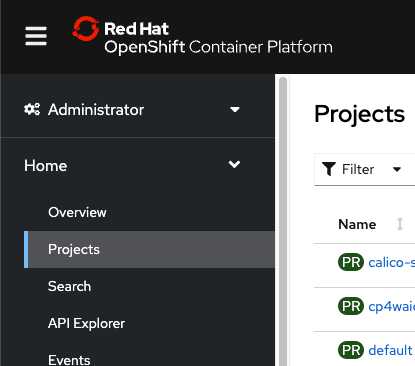 Red Hat
OpenShift Container Platform
Administrator
Home
Overview
Projects
Search
API Explorer
Events
Projects
Filter
Name
PR calico-s
PR cp4waio
PR default